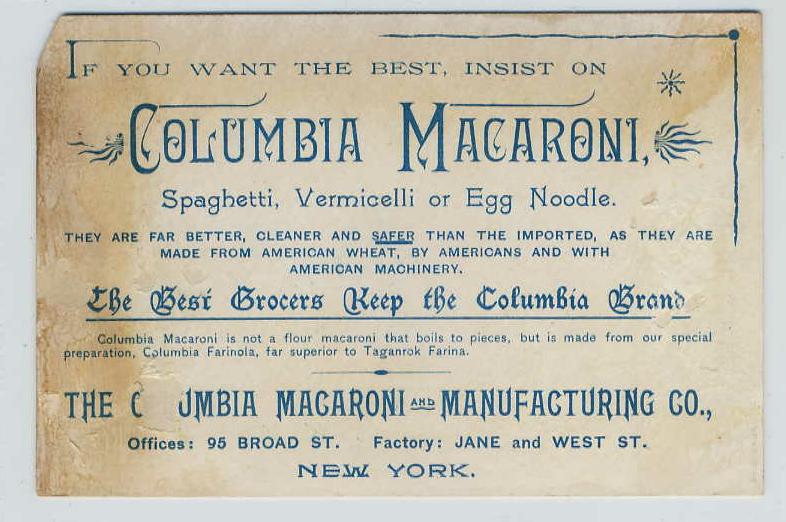 IF YOU WANT THE BEST, INSIST ON
COLUMBIA MACARONI,
Spaghetti, Vermicelli or Egg Noodle.
THEY ARE FAR BETTER, CLEANER AND SAFER THAN THE IMPORTED, AS THEY ARE
MADE FROM AMERICAN WHEAT, BY AMERICANS AND WITH
AMERICAN MACHINERY.
The Best Grocers Keep the Columbia Brand
Columbia Macaroni is not a flour macaroni that boils to pieces, but is made from our special
preparation, Columbia Farinola, far superior to Taganrok Farina.
THE C UMBIA MACARONI AND MANUFACTURING CO.,
Offices: 95 BROAD ST. Factory: JANE and WEST ST.
NEW YORK.